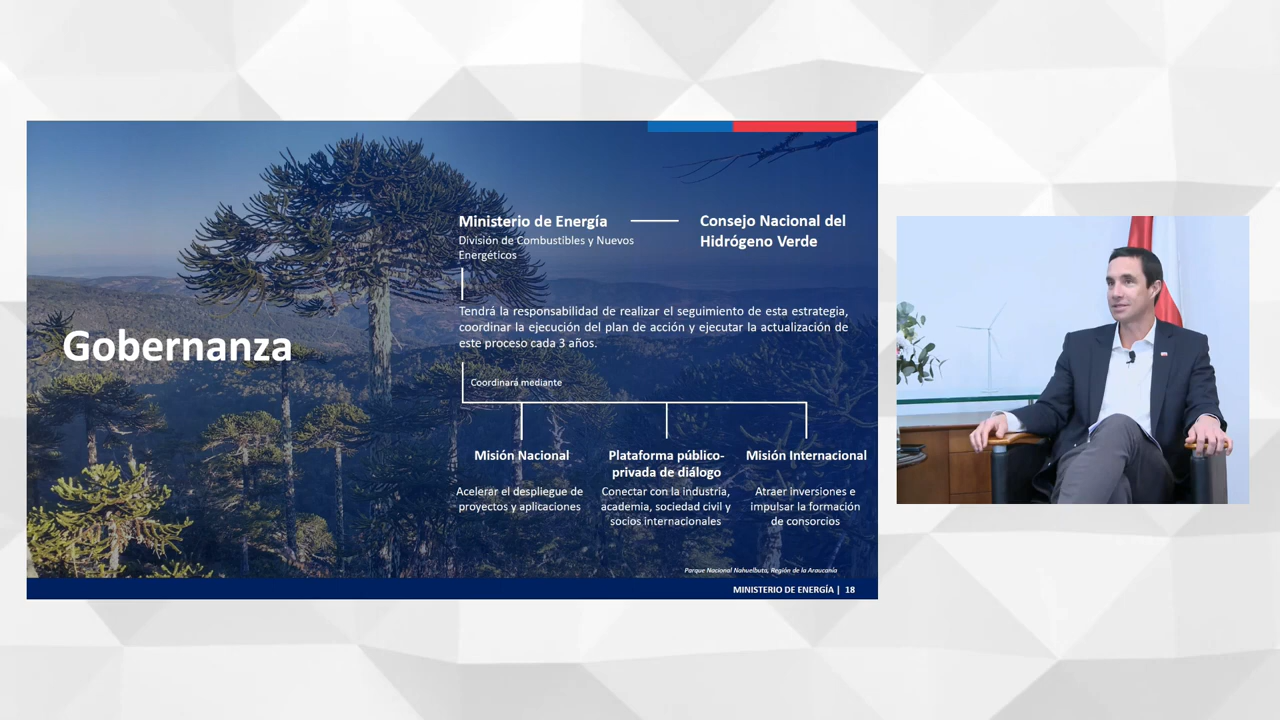 Gobernanza
Ministerio de Energía
División de Combustibles y Nuevos
Energéticos
Consejo Nacional del
Hidrógeno Verde
Tendrá la responsabilidad de realizar el seguimiento de esta estrategia,
coordinar la ejecución del plan de acción y ejecutar la actualización de
este proceso cada 3 años.
Coordinará mediante
Misión Nacional
Acelerar el despliegue de
proyectos y aplicaciones
Plataforma público-
privada de diálogo
Conectar con la industria,
academia, sociedad civil y
socios internacionales
Misión Internacional
Atraer inversiones e
impulsar la formación
de consorcios
Parque Nacional Nahuelbuta, Región de la Araucanía
MINISTERIO DE ENERGÍA | 18